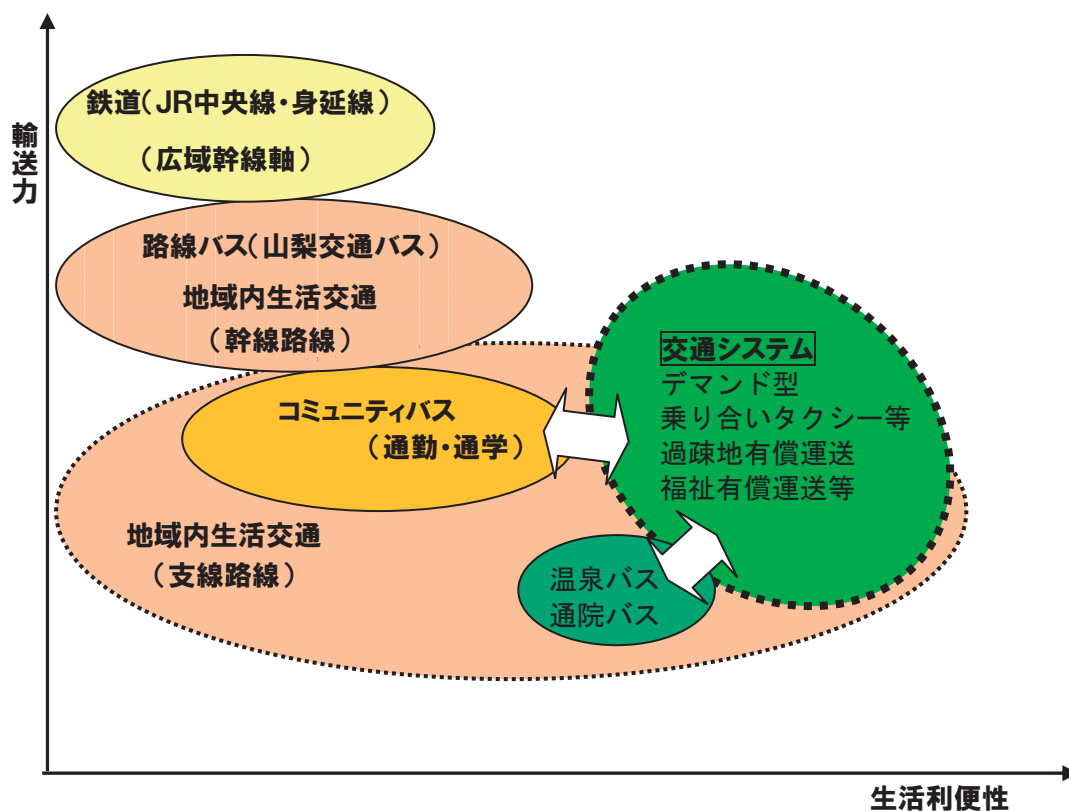 輸送力
鉄道(JR中央線・身延線)
(広域幹線軸)
路線バス(山梨交通バス)
地域内生活交通
(幹線路線)
コミュニティバス
(通勤・通学)
地域内生活交通
(支線路線)
交通システム
デマンド型
乗り合いタクシー等
過疎地有償運送
福祉有償運送等
温泉バス
通院バス
生活利便性